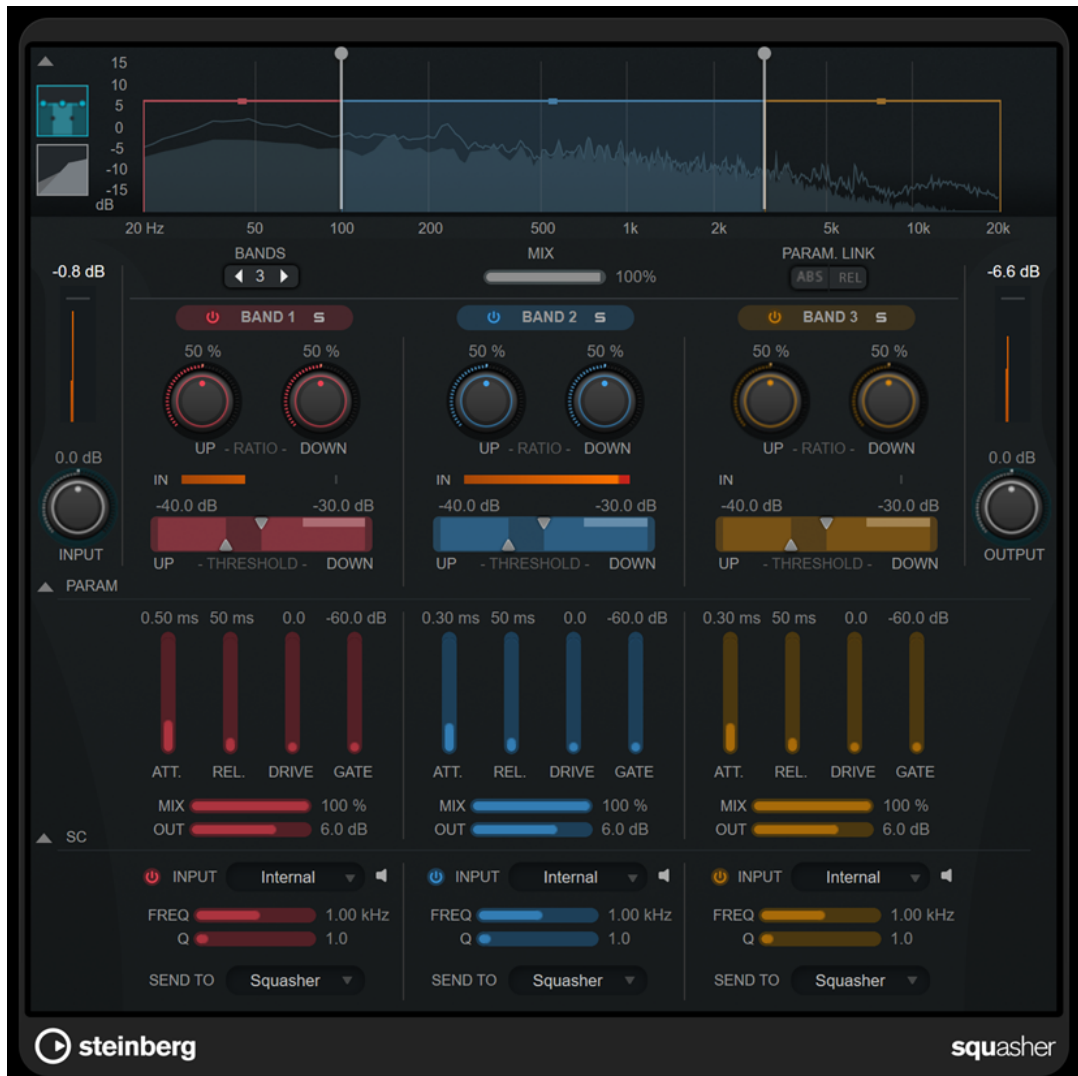 15
10
5
0
-5
-10
-15
dB
20 Hz 50 100 200 500 1k 2k 5k 10k 20k
BANDS MIX PARAM. LINK
-0.8 dB 3 100% ABS REL -6.6 dB
BAND 1 S BAND 2 S BAND 3 S
50 % 50 % 50 % 50 % 50 % 50 %
UP - RATIO - DOWN UP - RATIO - DOWN UP - RATIO - DOWN
0.0 dB 0.0 dB
IN IN IN
-40.0 dB -30.0 dB -40.0 dB -30.0 dB -40.0 dB -30.0 dB
INPUT OUTPUT
UP - THRESHOLD - DOWN UP - THRESHOLD - DOWN UP - THRESHOLD - DOWN
PARAM
0.50 ms 50 ms 0.0 -60.0 dB 0.30 ms 50 ms 0.0 -60.0 dB 0.30 ms 50 ms 0.0 -60.0 dB
ATT. REL. DRIVE GATE ATT. REL. DRIVE GATE ATT. REL. DRIVE GATE
MIX 100 % MIX 100 % MIX 100 %
OUT 6.0 dB OUT 6.0 dB OUT 6.0 dB
SC
INPUT Internal INPUT Internal INPUT Internal
FREQ 1.00 kHz FREQ 1.00 kHz FREQ 1.00 kHz
Q 1.0 Q 1.0 Q 1.0
SEND TO Squasher SEND TO Squasher SEND TO Squasher
steinberg squasher